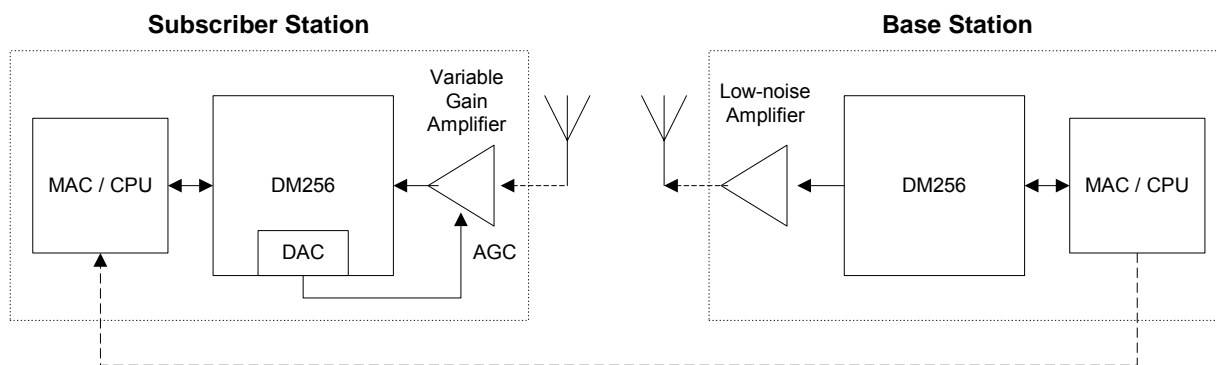 Subscriber Station
Base Station
Variable
Gain
Amplifier
Low-noise
Amplifier
MAC / CPU
DM256
DM256
MAC / CPU
DAC
AGC